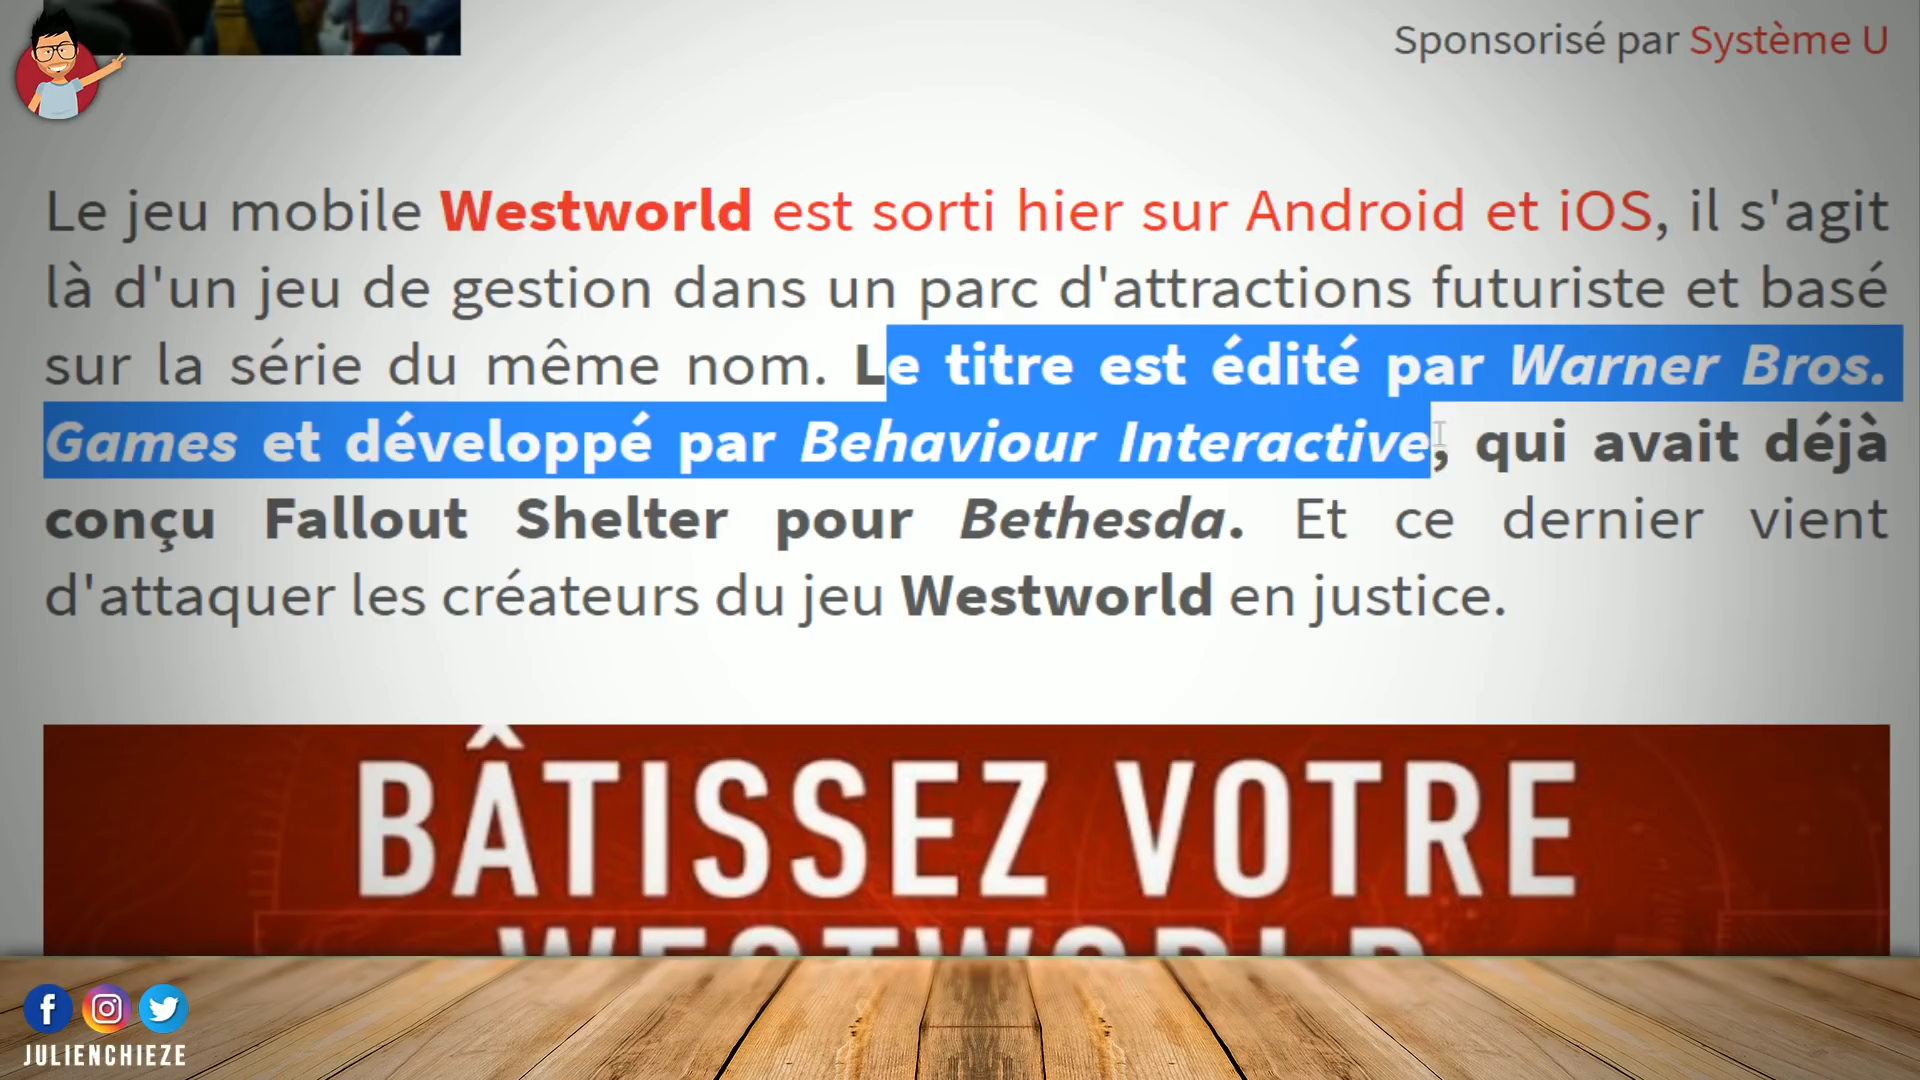 Sponsorisé par Système U
Le jeu mobile Westworld est sorti hier sur Android et iOS, il s'agit
là d'un jeu de gestion dans un parc d'attractions futuriste et basé
sur la série du même nom. Le titre est édité par Warner Bros.
Games et développé par Behaviour Interactive, qui avait déjà
conçu Fallout Shelter pour Bethesda. Et ce dernier vient
d'attaquer les créateurs du jeu Westworld en justice.
BÂTISSEZ VOTRE
WESTWORLD
JULIENCHIEZE